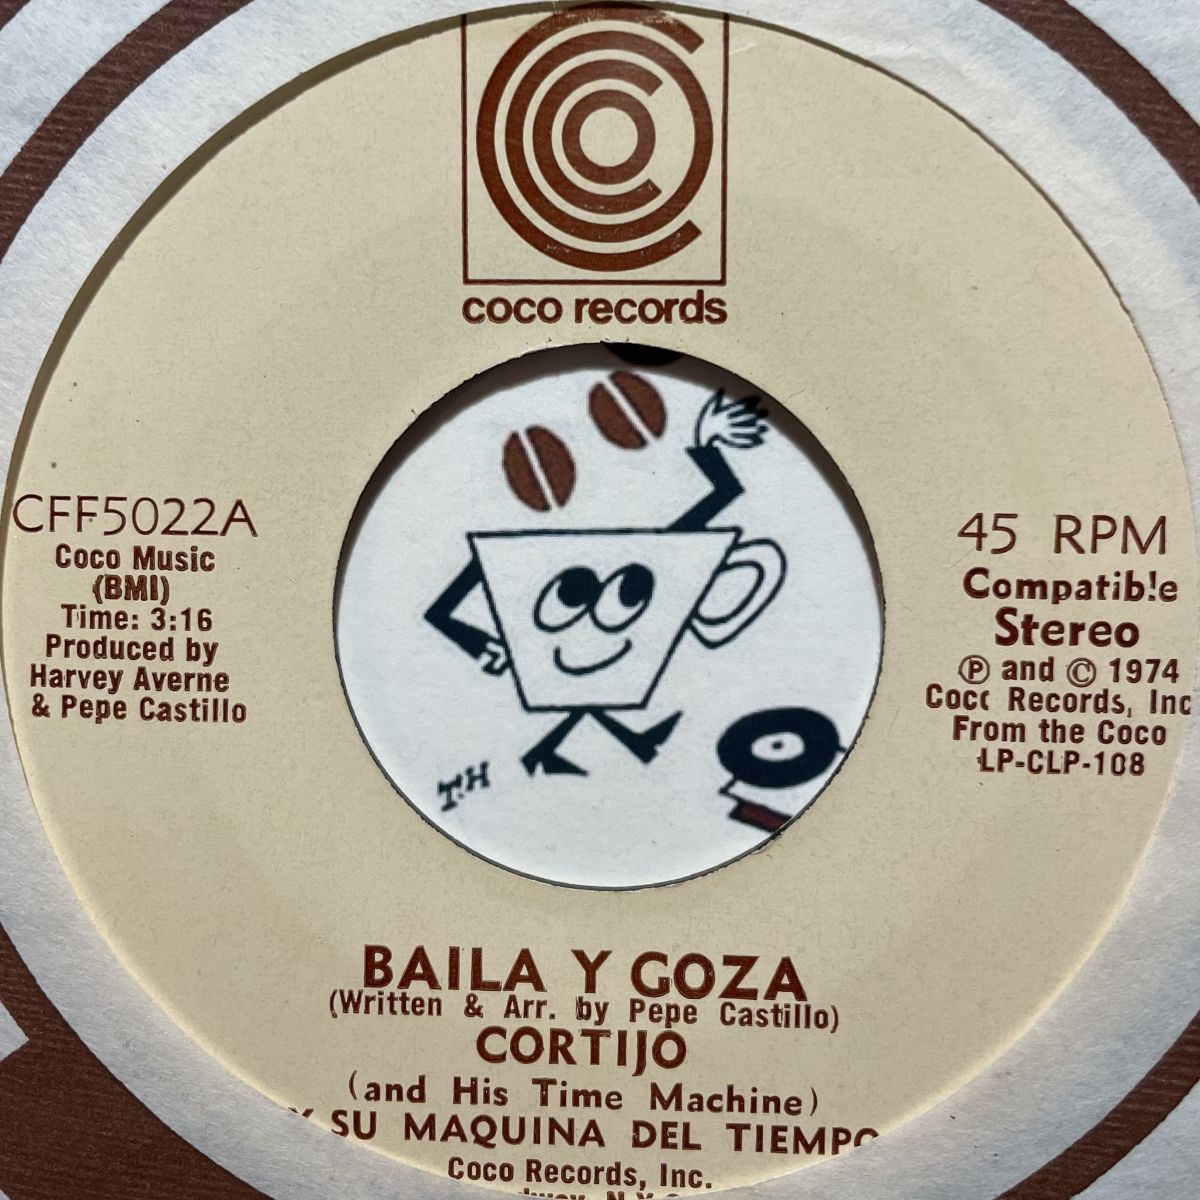 coco records
CFF5022A
Coco Music
(BMI)
Time: 3:16
Produced by
Harvey Averne
& Pepe Castillo
45 RPM
Compatible
Stereo
Ⓟ and © 1974
Coco Records, Inc
From the Coco
LP-CLP-108
T.H
BAILA Y GOZA
(Written & Arr. by Pepe Castillo)
CORTIJO
(and His Time Machine)
Y SU MAQUINA DEL TIEMPO
Coco Records, Inc.